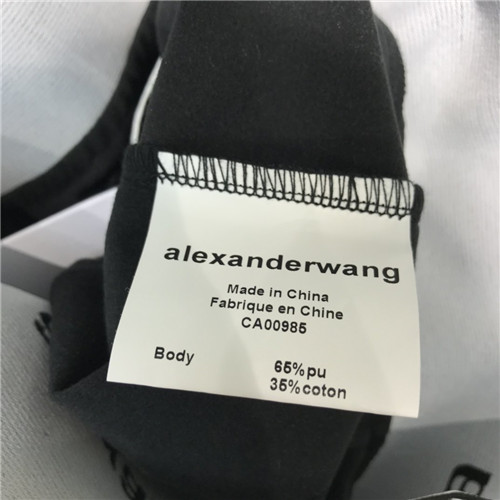 alexanderwang
Made in China
Fabrique en Chine
CA00985
Body 65%pu
35%coton